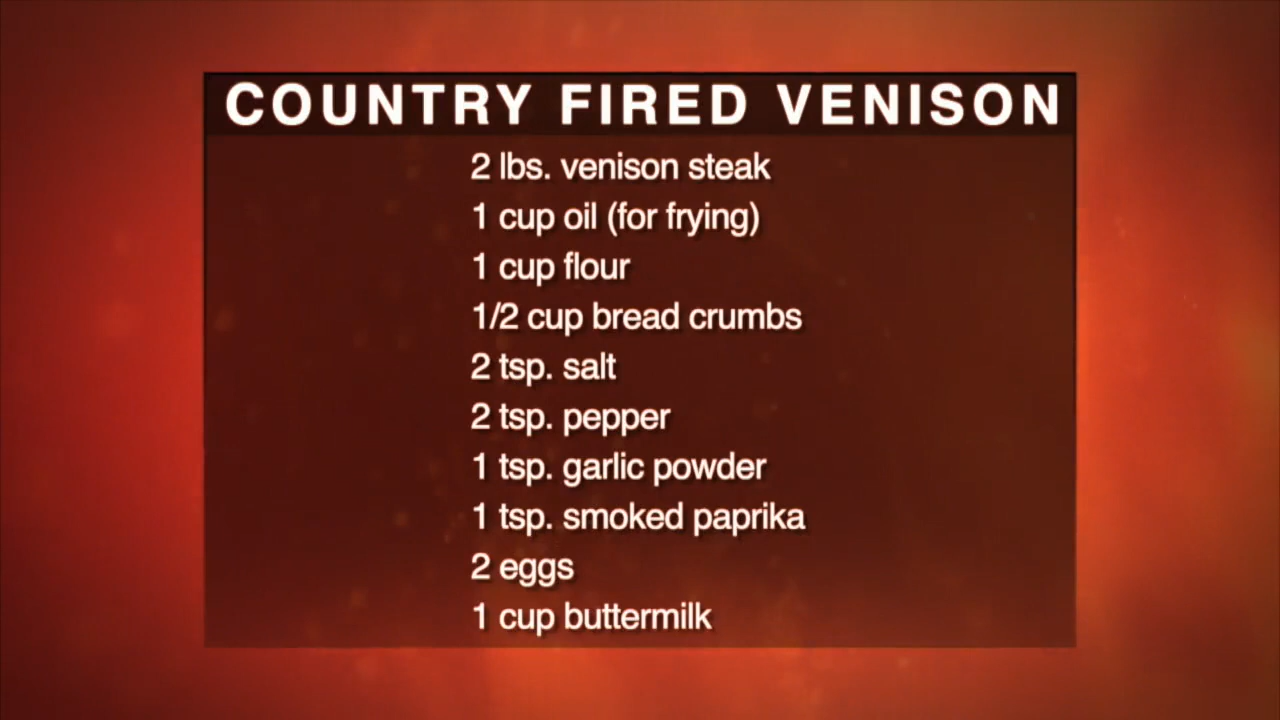 COUNTRY FIRED VENISON
2 lbs. venison steak
1 cup oil (for frying)
1 cup flour
1/2 cup bread crumbs
2 tsp. salt
2 tsp. pepper
1 tsp. garlic powder
1 tsp. smoked paprika
2 eggs
1 cup buttermilk